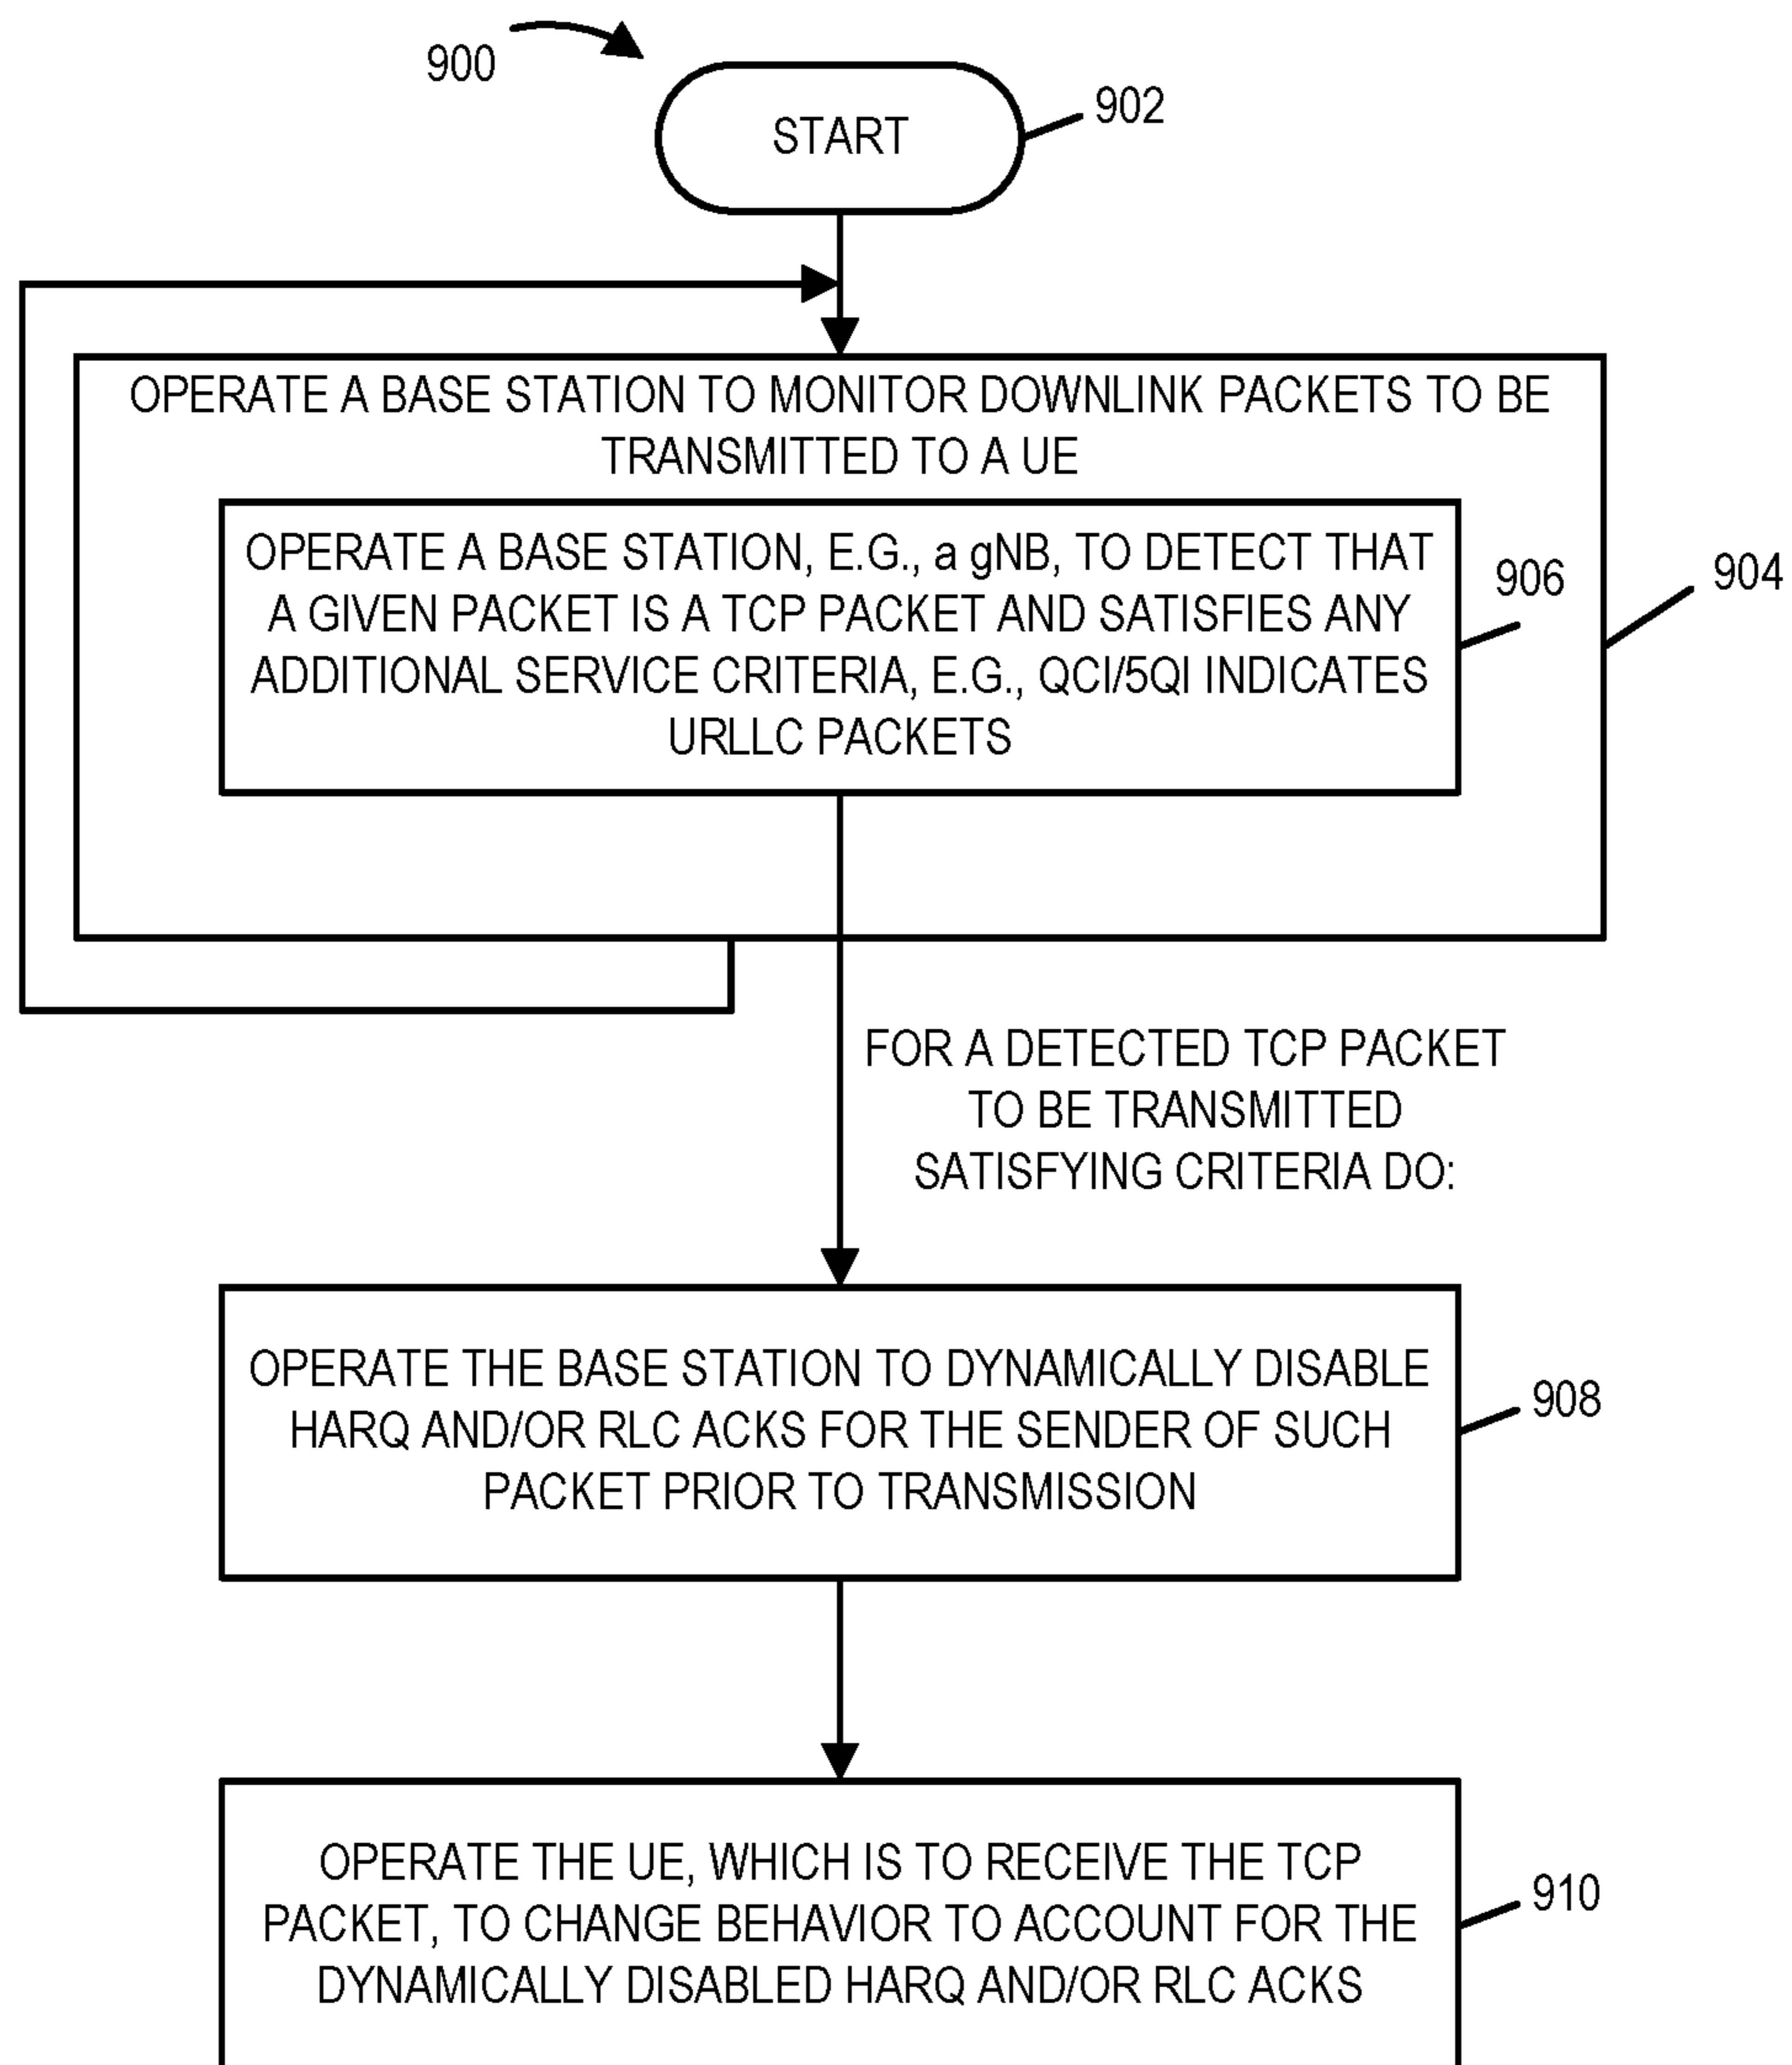 900
START
902
OPERATE A BASE STATION TO MONITOR DOWNLINK PACKETS TO BE
TRANSMITTED TO A UE
OPERATE A BASE STATION, E.G., a gNB, TO DETECT THAT
A GIVEN PACKET IS A TCP PACKET AND SATISFIES ANY
ADDITIONAL SERVICE CRITERIA, E.G., QCI/5QI INDICATES
URLLC PACKETS
906
904
FOR A DETECTED TCP PACKET
TO BE TRANSMITTED
SATISFYING CRITERIA DO:
OPERATE THE BASE STATION TO DYNAMICALLY DISABLE
HARQ AND/OR RLC ACKS FOR THE SENDER OF SUCH
PACKET PRIOR TO TRANSMISSION
908
OPERATE THE UE, WHICH IS TO RECEIVE THE TCP
PACKET, TO CHANGE BEHAVIOR TO ACCOUNT FOR THE
DYNAMICALLY DISABLED HARQ AND/OR RLC ACKS
910